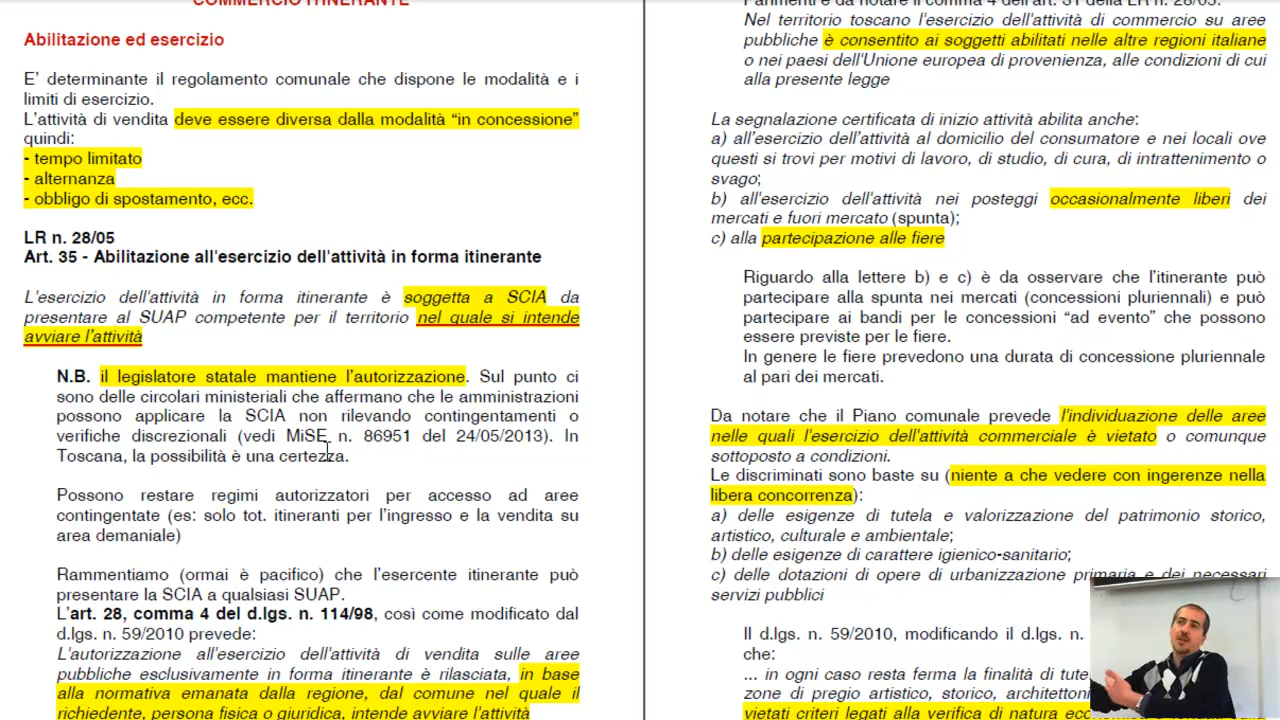 COMMERCIO ITINERANTE
Abilitazione ed esercizio
E' determinante il regolamento comunale che dispone le modalità e i
limiti di esercizio.
L'attività di vendita deve essere diversa dalla modalità "in concessione"
quindi:
- tempo limitato
- alternanza
- obbligo di spostamento, ecc.
LR n. 28/05
Art. 35 - Abilitazione all'esercizio dell'attività in forma itinerante
L'esercizio dell'attività in forma itinerante è soggetta a SCIA da
presentare al SUAP competente per il territorio nel quale si intende
avviare l'attività
N.B. il legislatore statale mantiene l'autorizzazione. Sul punto ci
sono delle circolari ministeriali che affermano che le amministrazioni
possono applicare la SCIA non rilevando contingentamenti o
verifiche discrezionali (vedi MiSE n. 86951 del 24/05/2013). In
Toscana, la possibilità è una certezza.
Possono restare regimi autorizzatori per accesso ad aree
contingentate (es: solo tot. itineranti per l'ingresso e la vendita su
area demaniale)
Rammentiamo (ormai è pacifico) che l'esercente itinerante può
presentare la SCIA a qualsiasi SUAP.
L'art. 28, comma 4 del d.lgs. n. 114/98, così come modificato dal
d.lgs. n. 59/2010 prevede:
L'autorizzazione all'esercizio dell'attività di vendita sulle aree
pubbliche esclusivamente in forma itinerante è rilasciata, in base
alla normativa emanata dalla regione, dal comune nel quale il
richiedente, persona fisica o giuridica, intende avviare l'attività
Parimenti è da notare il comma 4 dell'art. 31 della LR n. 28/05:
Nel territorio toscano l'esercizio dell'attività di commercio su aree
pubbliche è consentito ai soggetti abilitati nelle altre regioni italiane
o nei paesi dell'Unione europea di provenienza, alle condizioni di cui
alla presente legge
La segnalazione certificata di inizio attività abilita anche:
a) all'esercizio dell'attività al domicilio del consumatore e nei locali ove
questi si trovi per motivi di lavoro, di studio, di cura, di intrattenimento o
svago;
b) all'esercizio dell'attività nei posteggi occasionalmente liberi dei
mercati e fuori mercato (spunta);
c) alla partecipazione alle fiere
Riguardo alla lettere b) e c) è da osservare che l'itinerante può
partecipare alla spunta nei mercati (concessioni pluriennali) e può
partecipare ai bandi per le concessioni "ad evento" che possono
essere previste per le fiere.
In genere le fiere prevedono una durata di concessione pluriennale
al pari dei mercati.
Da notare che il Piano comunale prevede l'individuazione delle aree
nelle quali l'esercizio dell'attività commerciale è vietato o comunque
sottoposto a condizioni.
Le discriminati sono baste su (niente a che vedere con ingerenze nella
libera concorrenza):
a) delle esigenze di tutela e valorizzazione del patrimonio storico,
artistico, culturale e ambientale;
b) delle esigenze di carattere igienico-sanitario;
c) delle dotazioni di opere di urbanizzazione primaria e dei necessari
servizi pubblici
Il d.lgs. n. 59/2010, modificando il d.lgs. n.
che:
... in ogni caso resta ferma la finalità di
zone di pregio artistico, storico,
vietati criteri legati alla verifica di natura